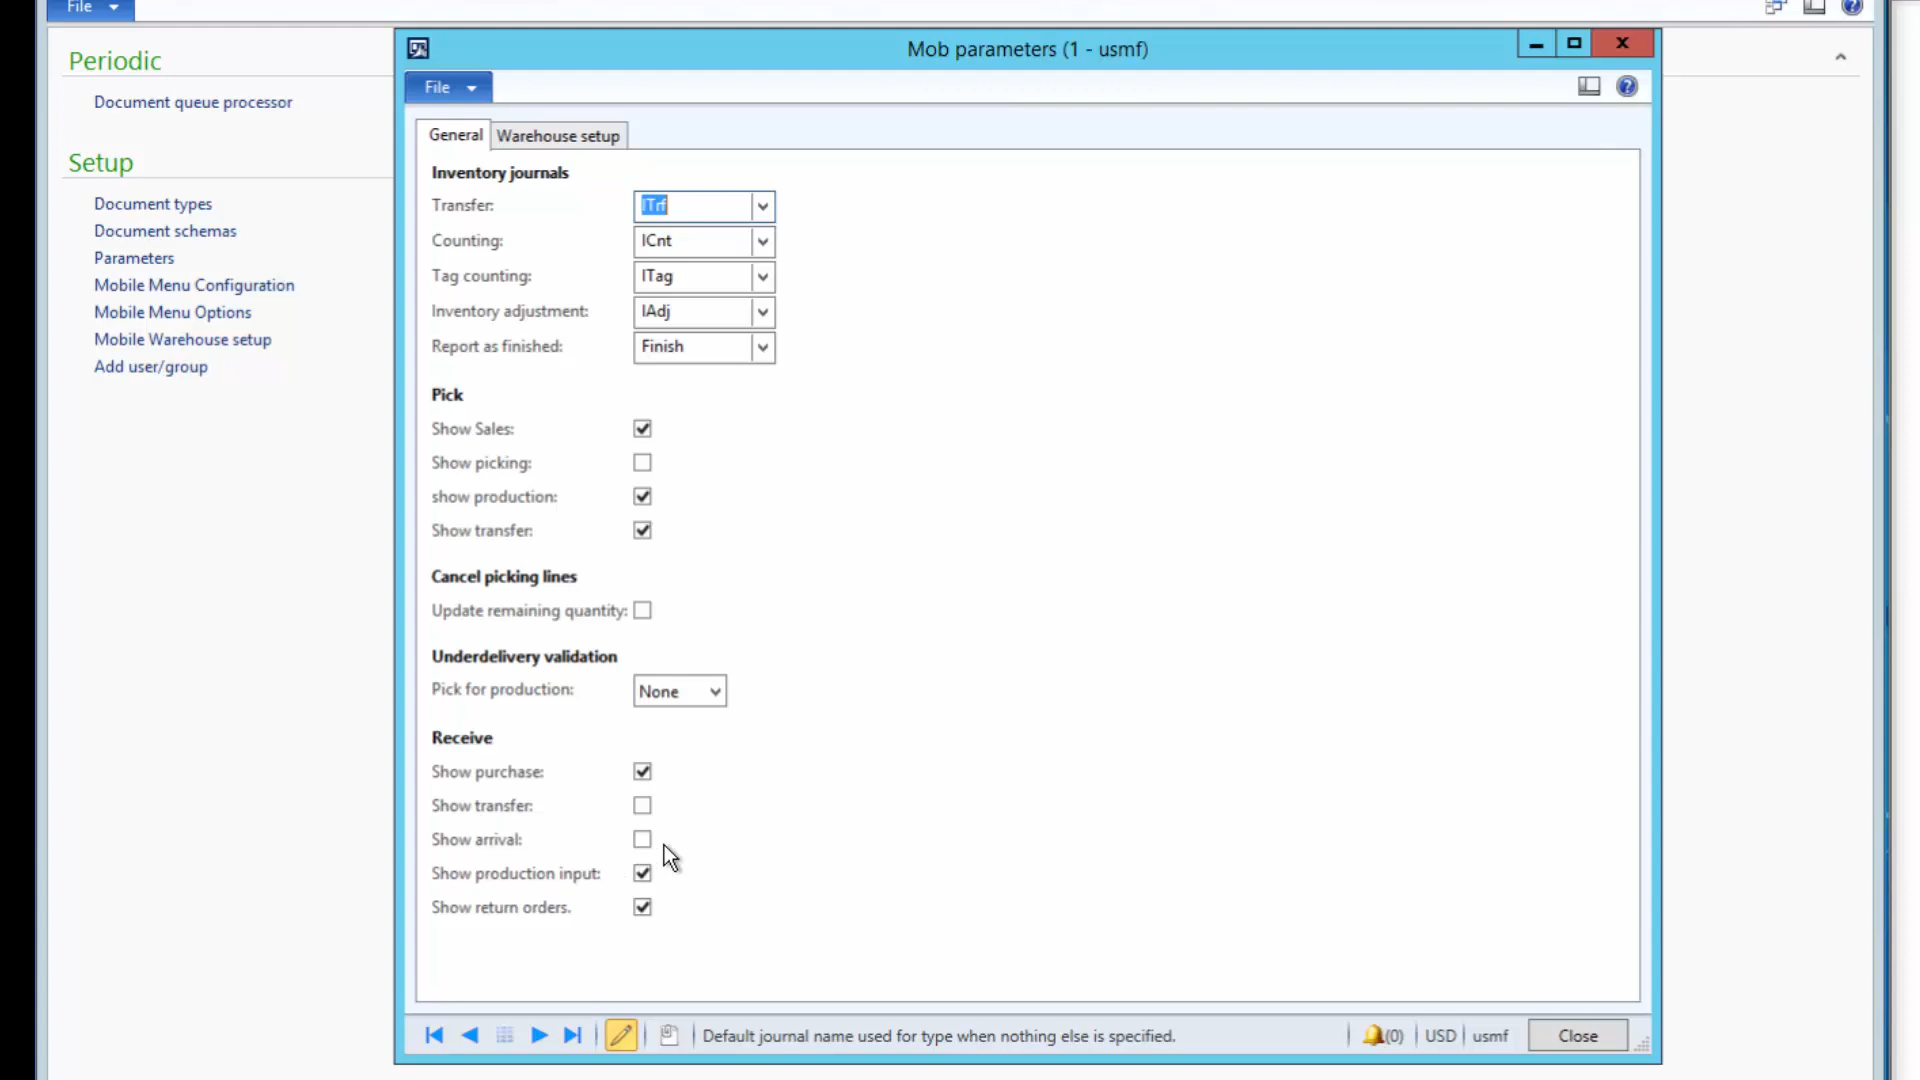 File
Periodic
Document queue processor
Setup
Document types
Document schemas
Parameters
Mobile Menu Configuration
Mobile Menu Options
Mobile Warehouse setup
Add user/group
Mob parameters (1 - usmf)
File
General Warehouse setup
Inventory journals
Transfer: ITrf
Counting: ICnt
Tag counting: ITag
Inventory adjustment: IAdj
Report as finished: Finish
Pick
Show Sales:
Show picking:
show production:
Show transfer:
Cancel picking lines
Update remaining quantity:
Underdelivery validation
Pick for production: None
Receive
Show purchase:
Show transfer:
Show arrival:
Show production input:
Show return orders.
Default journal name used for type when nothing else is specified. (0) USD usmf Close